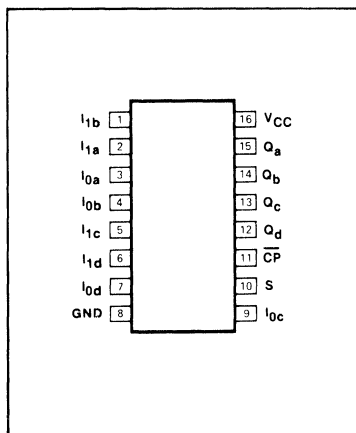 I1b 1 16 VCC
I1a 2 15 Qa
I0a 3 14 Qb
I0b 4 13 Qc
I1c 5 12 Qd
I1d 6 11 C̅P̅
I0d 7 10 S
GND 8 9 I0c